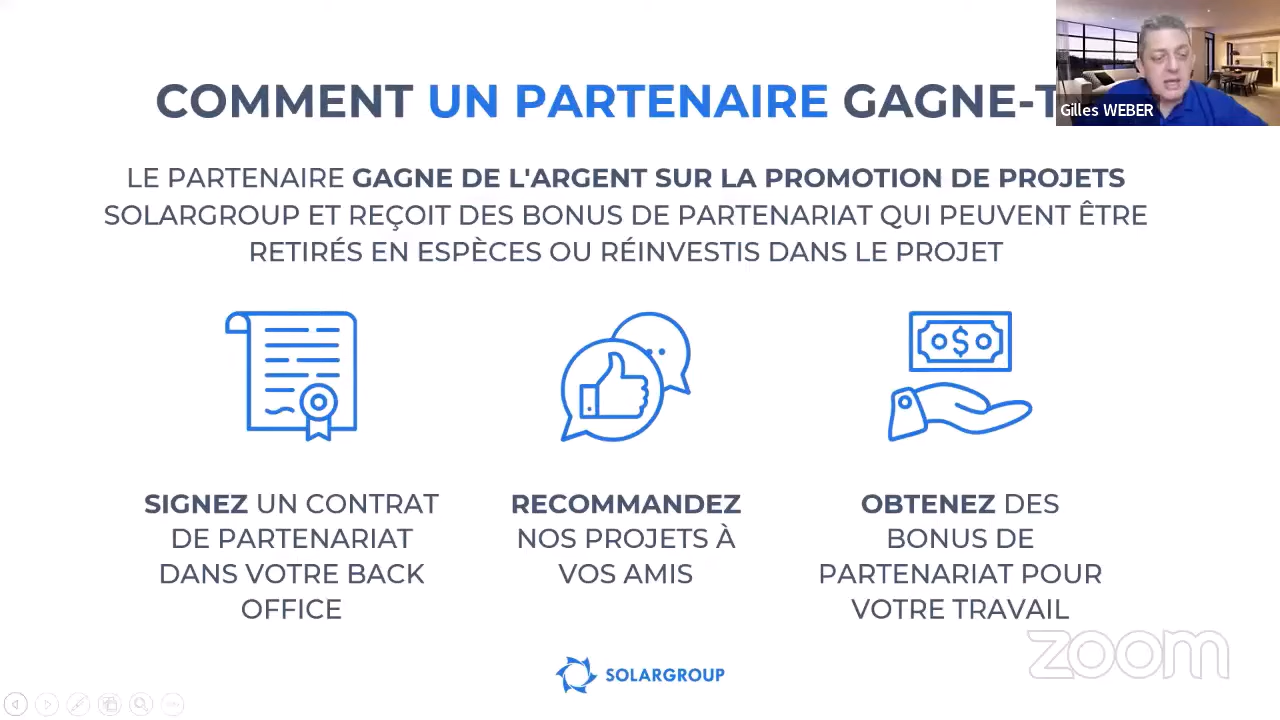 COMMENT UN PARTENAIRE GAGNE-T
Gilles WEBER
LE PARTENAIRE GAGNE DE L'ARGENT SUR LA PROMOTION DE PROJETS
SOLARGROUP ET REÇOIT DES BONUS DE PARTENARIAT QUI PEUVENT ÊTRE
RETIRÉS EN ESPÈCES OU RÉINVESTIS DANS LE PROJET
SIGNEZ UN CONTRAT
DE PARTENARIAT
DANS VOTRE BACK
OFFICE
RECOMMANDEZ
NOS PROJETS À
VOS AMIS
OBTENEZ DES
BONUS DE
PARTENARIAT POUR
VOTRE TRAVAIL
zoom
SOLARGROUP